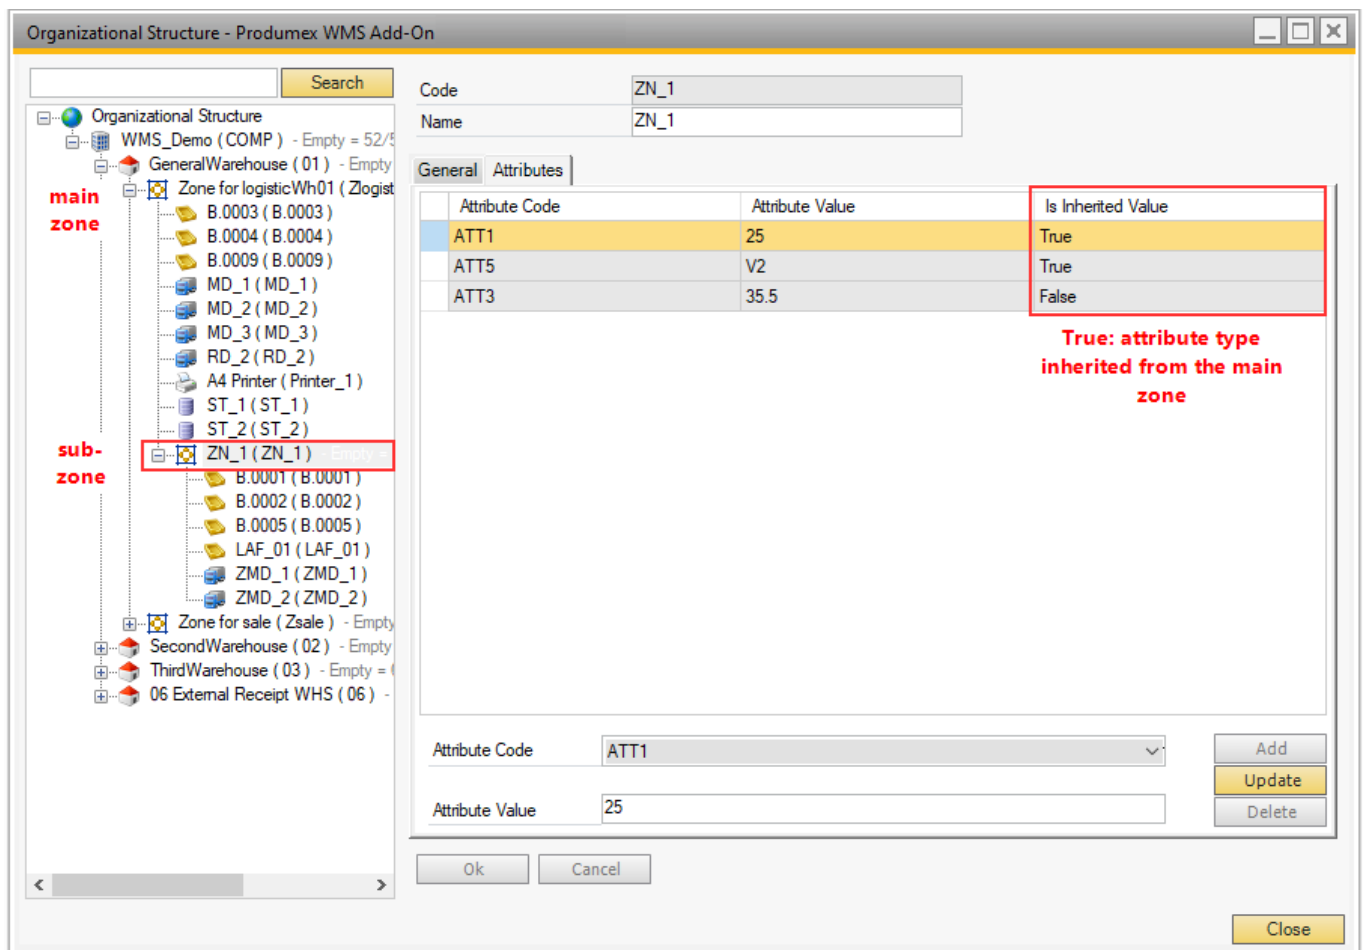 Organizational Structure - Produmex WMS Add-On
Search
Organizational Structure
WMS_Demo ( COMP ) - Empty = 52/5
GeneralWarehouse ( 01 ) - Empty
Zone for logisticWh01 ( Zlogist
main
zone
B.0003 ( B.0003 )
B.0004 ( B.0004 )
B.0009 ( B.0009 )
MD_1 ( MD_1 )
MD_2 ( MD_2 )
MD_3 ( MD_3 )
RD_2 ( RD_2 )
A4 Printer ( Printer_1 )
ST_1 ( ST_1 )
ST_2 ( ST_2 )
sub-
zone
ZN_1 ( ZN_1 ) - Empty =
B.0001 ( B.0001 )
B.0002 ( B.0002 )
B.0005 ( B.0005 )
LAF_01 ( LAF_01 )
ZMD_1 ( ZMD_1 )
ZMD_2 ( ZMD_2 )
Zone for sale ( Zsale ) - Empty
SecondWarehouse ( 02 ) - Empty
ThirdWarehouse ( 03 ) - Empty =
06 External Receipt WHS ( 06 ) -
Code ZN_1
Name ZN_1
General Attributes
Attribute Code Attribute Value Is Inherited Value
ATT1 25 True
ATT5 V2 True
ATT3 35.5 False
True: attribute type
inherited from the main
zone
Attribute Code ATT1 Add
Update
Attribute Value 25 Delete
Ok Cancel
Close